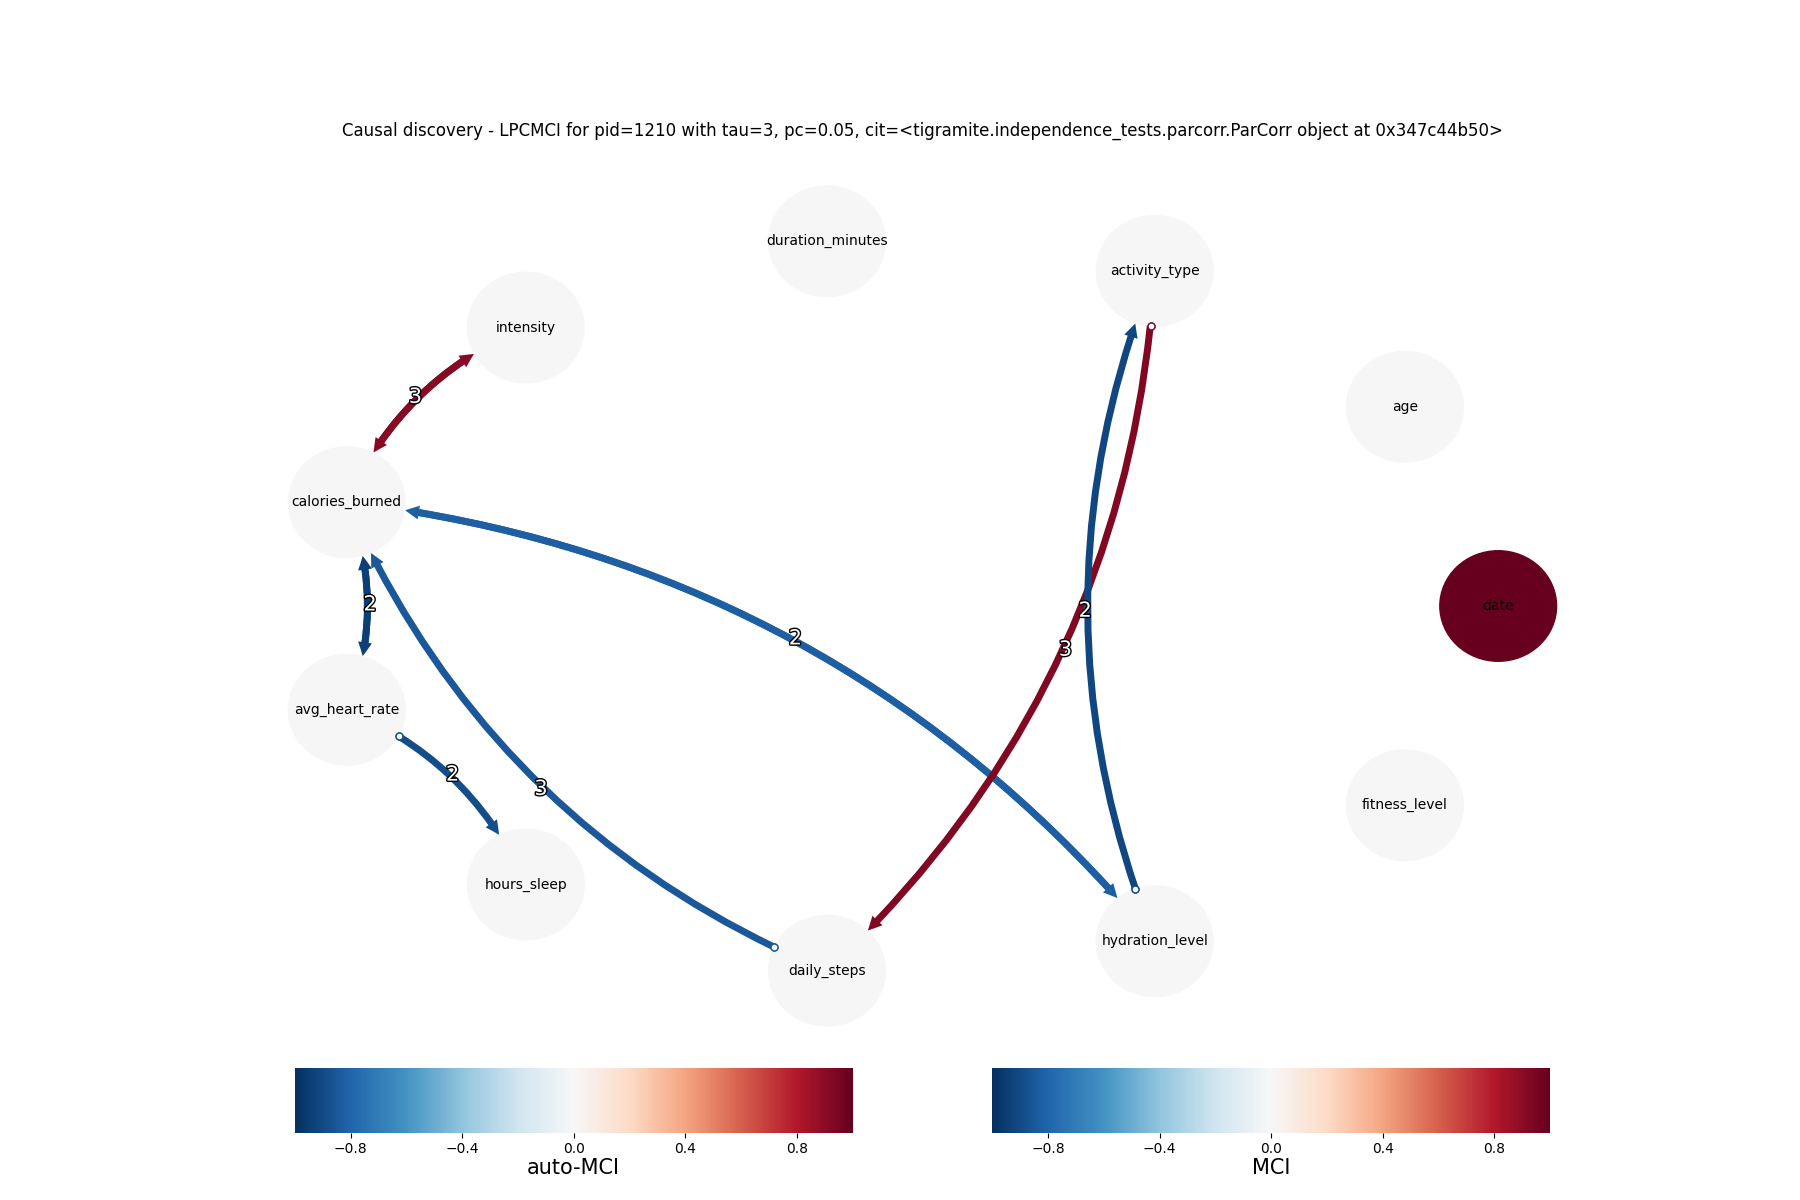 Causal discovery - LPCMCI for pid=1210 with tau=3, pc=0.05, cit=<tigramite.independence_tests.parcorr.ParCorr object at 0x347c44b50>
duration_minutes
activity_type
intensity
3
age
calories_burned
2
date
2
2
3
avg_heart_rate
2
3
fitness_level
hours_sleep
hydration_level
daily_steps
−0.8 −0.4 0.0 0.4 0.8
auto-MCI
−0.8 −0.4 0.0 0.4 0.8
MCI